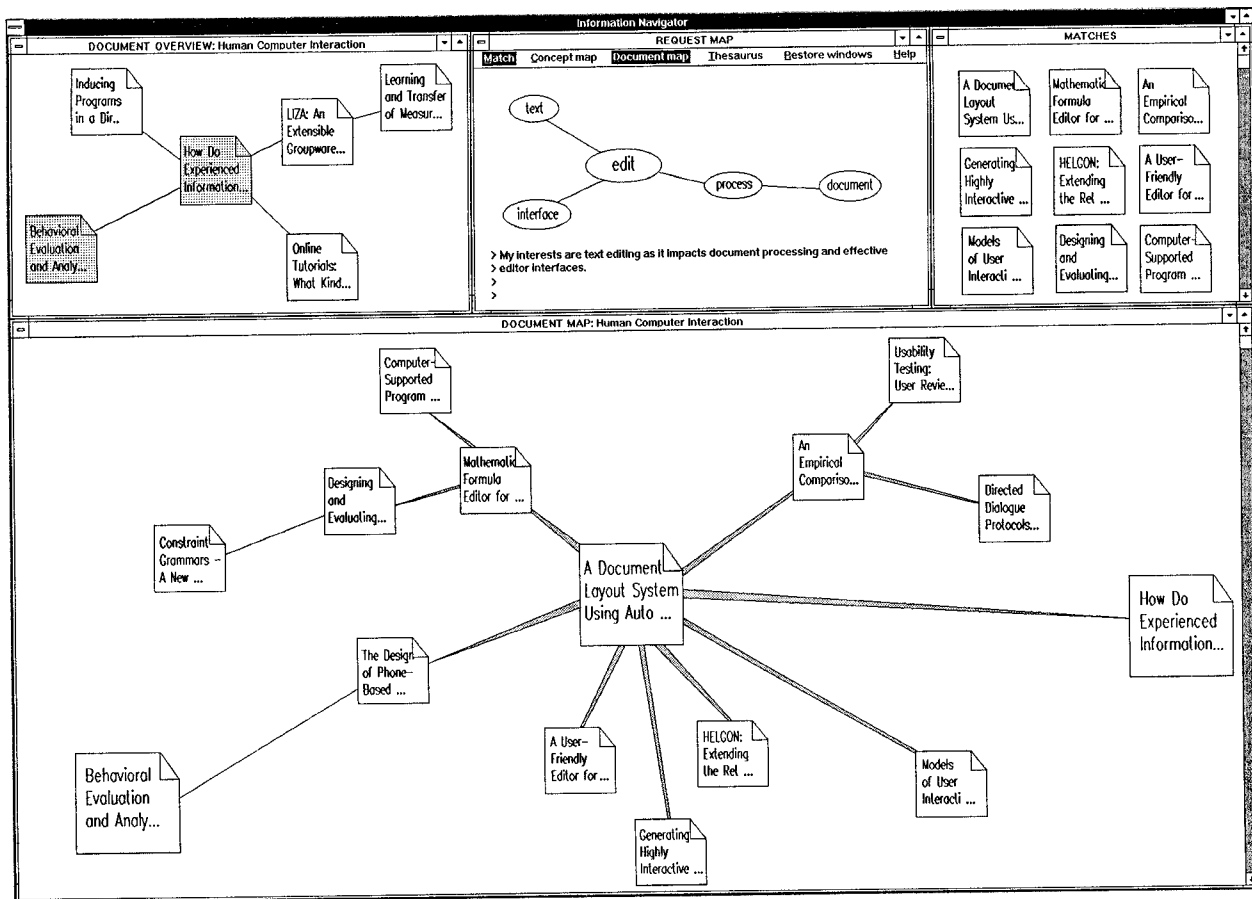 Information Navigator
DOCUMENT OVERVIEW: Human Computer Interaction
Inducing
Programs
in a Dir..
Learning
and Transfer
of Measur...
LIZA: An
Extensible
Groupware...
How Do
Experienced
Information...
Behavioral
Evaluation
and Analy...
Online
Tutorials:
What Kind...
REQUEST MAP
Match Concept map Document map Thesaurus Restore windows Help
text
edit
process
document
interface
> My interests are text editing as it impacts document processing and effective
> editor interfaces.
>
>
MATCHES
A Document
Layout
System Us...
Mathematic
Formula
Editor for ...
An
Empirical
Compariso...
Generating
Highly
Interactive ...
HELGON:
Extending
the Rel ...
A User-
Friendly
Editor for...
Models
of User
Interacti ...
Designing
and
Evaluating...
Computer-
Supported
Program ...
DOCUMENT MAP: Human Computer Interaction
Computer-
Supported
Program ...
Usability
Testing:
User Revie...
Mathematic
Formula
Editor for ...
An
Empirical
Compariso...
Designing
and
Evaluating...
Directed
Dialogue
Protocols...
Constraint
Grammars -
A New ...
A Document
Layout System
Using Auto ...
How Do
Experienced
Information...
The Design
of Phone-
Based ...
Behavioral
Evaluation
and Analy...
A User-
Friendly
Editor for ...
HELGON:
Extending
the Rel ...
Models
of User
Interacti ...
Generating
Highly
Interactive ...